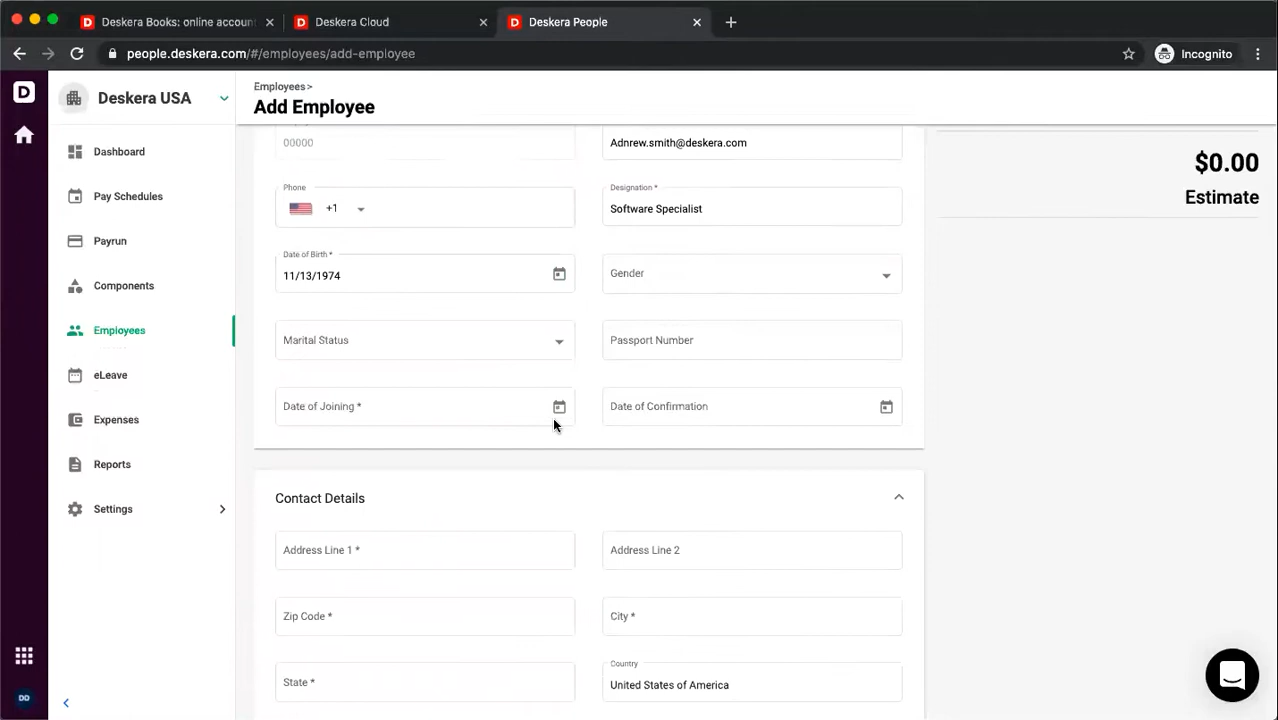 Deskera Books: online account
Deskera Cloud
Deskera People
people.deskera.com/#/employees/add-employee
Incognito
D
Deskera USA
Employees >
Add Employee
Dashboard
Pay Schedules
Payrun
Components
Employees
eLeave
Expenses
Reports
Settings
DD
00000
Adnrew.smith@deskera.com
Phone
+1
Designation *
Software Specialist
Date of Birth *
11/13/1974
Gender
Marital Status
Passport Number
Date of Joining *
Date of Confirmation
Contact Details
Address Line 1 *
Address Line 2
Zip Code *
City *
State *
Country
United States of America
$0.00
Estimate